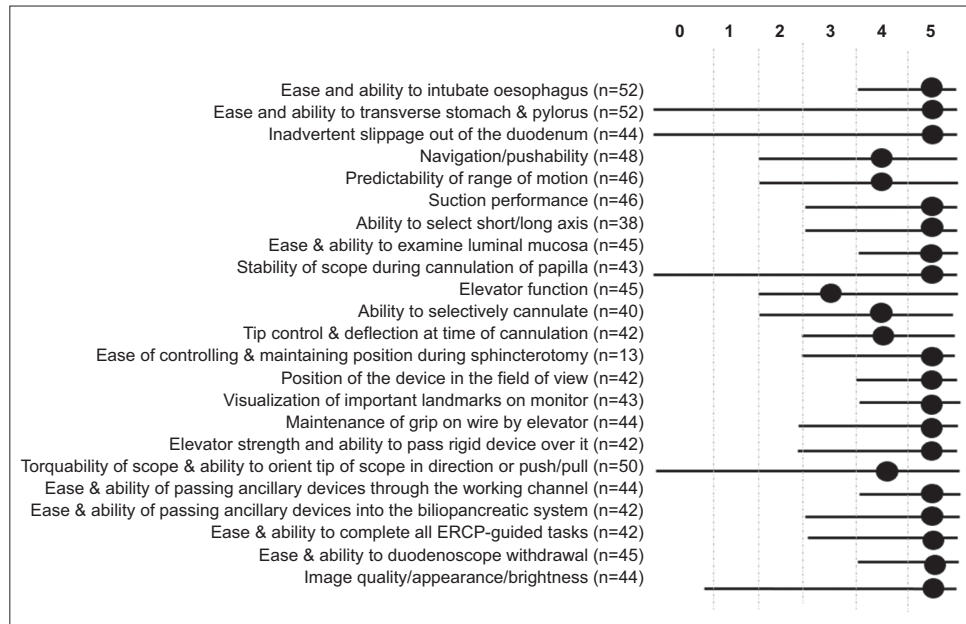 0 1 2 3 4 5
Ease and ability to intubate oesophagus (n=52)
Ease and ability to transverse stomach & pylorus (n=52)
Inadvertent slippage out of the duodenum (n=44)
Navigation/pushability (n=48)
Predictability of range of motion (n=46)
Suction performance (n=46)
Ability to select short/long axis (n=38)
Ease & ability to examine luminal mucosa (n=45)
Stability of scope during cannulation of papilla (n=43)
Elevator function (n=45)
Ability to selectively cannulate (n=40)
Tip control & deflection at time of cannulation (n=42)
Ease of controlling & maintaining position during sphincterotomy (n=13)
Position of the device in the field of view (n=42)
Visualization of important landmarks on monitor (n=43)
Maintenance of grip on wire by elevator (n=44)
Elevator strength and ability to pass rigid device over it (n=42)
Torquability of scope & ability to orient tip of scope in direction or push/pull (n=50)
Ease & ability of passing ancillary devices through the working channel (n=44)
Ease & ability of passing ancillary devices into the biliopancreatic system (n=42)
Ease & ability to complete all ERCP-guided tasks (n=42)
Ease & ability to duodenoscope withdrawal (n=45)
Image quality/appearance/brightness (n=44)